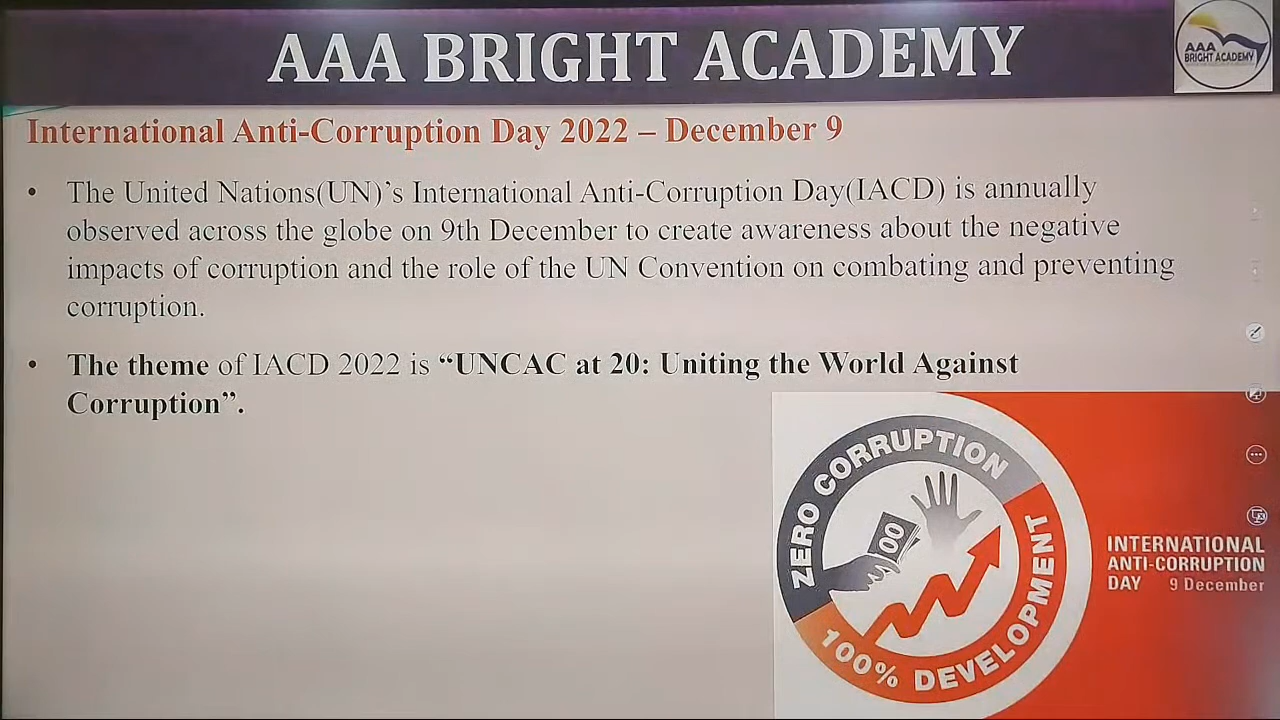 AAA BRIGHT ACADEMY
AAA
BRIGHT ACADEMY
International Anti-Corruption Day 2022 – December 9
• The United Nations(UN)’s International Anti-Corruption Day(IACD) is annually
observed across the globe on 9th December to create awareness about the negative
impacts of corruption and the role of the UN Convention on combating and preventing
corruption.
• The theme of IACD 2022 is “UNCAC at 20: Uniting the World Against
Corruption”.
ZERO CORRUPTION
00
100% DEVELOPMENT
INTERNATIONAL
ANTI-CORRUPTION
DAY 9 December